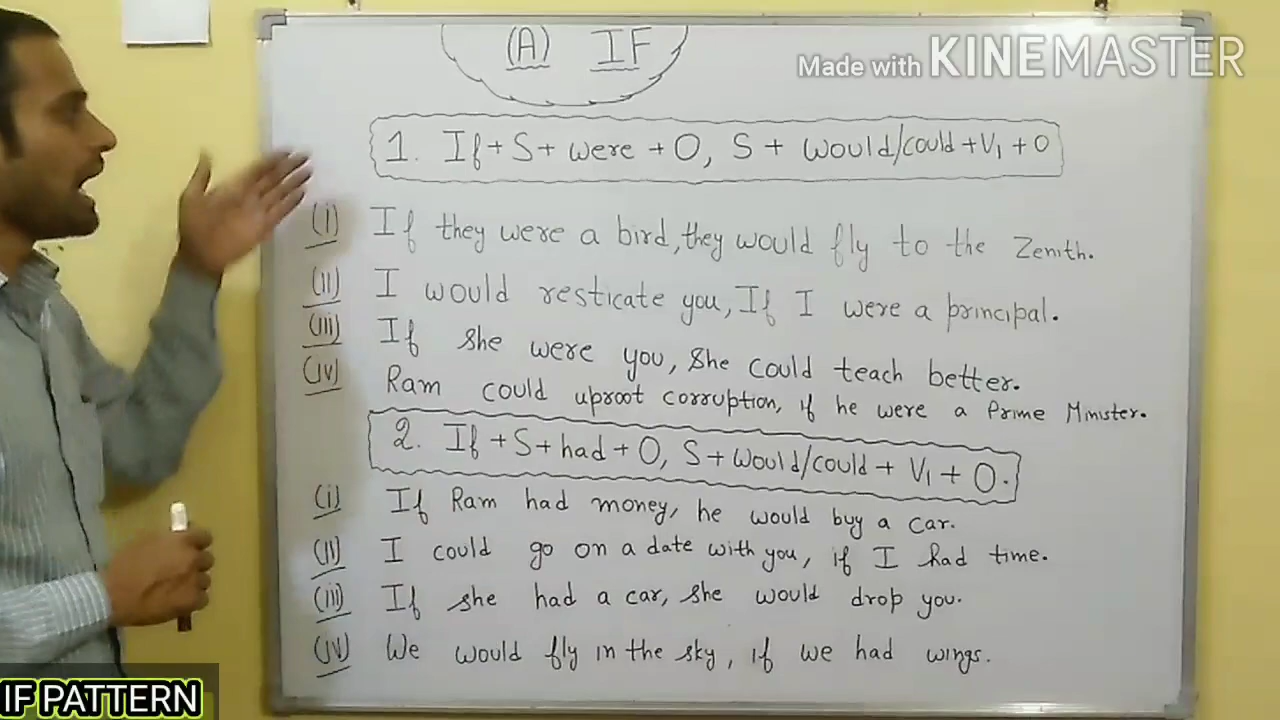 (A) IF
Made with KINEMASTER
1. If + S + were + O, S + would/could + V₁ + O
(i) If they were a bird, they would fly to the Zenith.
(ii) I would resticate you, If I were a principal.
(iii) If she were you, She could teach better.
(iv) Ram could uproot corruption, if he were a Prime Minister.
2. If + S + had + O, S + would/could + V₁ + O.
(i) If Ram had money, he would buy a car.
(ii) I could go on a date with you, if I had time.
(iii) If she had a car, she would drop you.
(iv) We would fly in the sky, if we had wings.
IF PATTERN